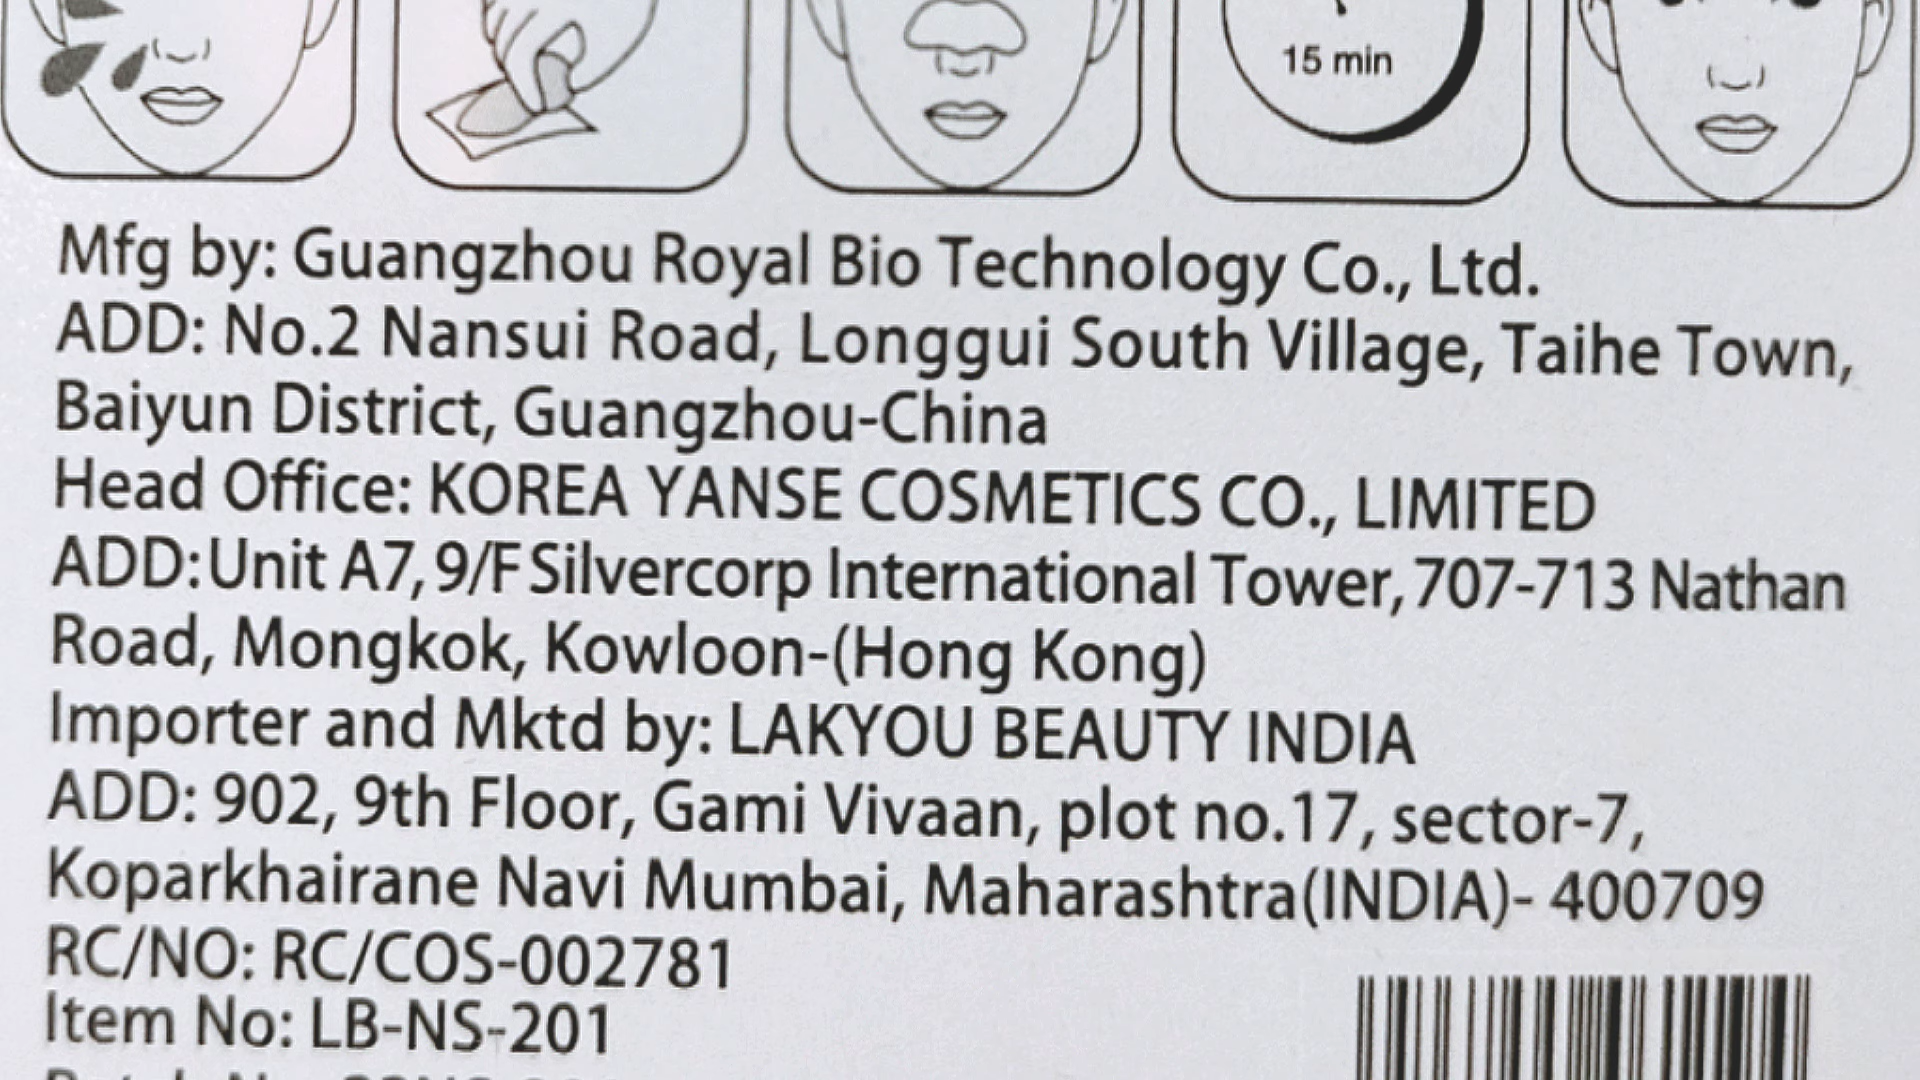 15 min
Mfg by: Guangzhou Royal Bio Technology Co., Ltd.
ADD: No.2 Nansui Road, Longgui South Village, Taihe Town,
Baiyun District, Guangzhou-China
Head Office: KOREA YANSE COSMETICS CO., LIMITED
ADD:Unit A7,9/F Silvercorp International Tower,707-713 Nathan
Road, Mongkok, Kowloon-(Hong Kong)
Importer and Mktd by: LAKYOU BEAUTY INDIA
ADD: 902, 9th Floor, Gami Vivaan, plot no.17, sector-7,
Koparkhairane Navi Mumbai, Maharashtra(INDIA)- 400709
RC/NO: RC/COS-002781
Item No: LB-NS-201